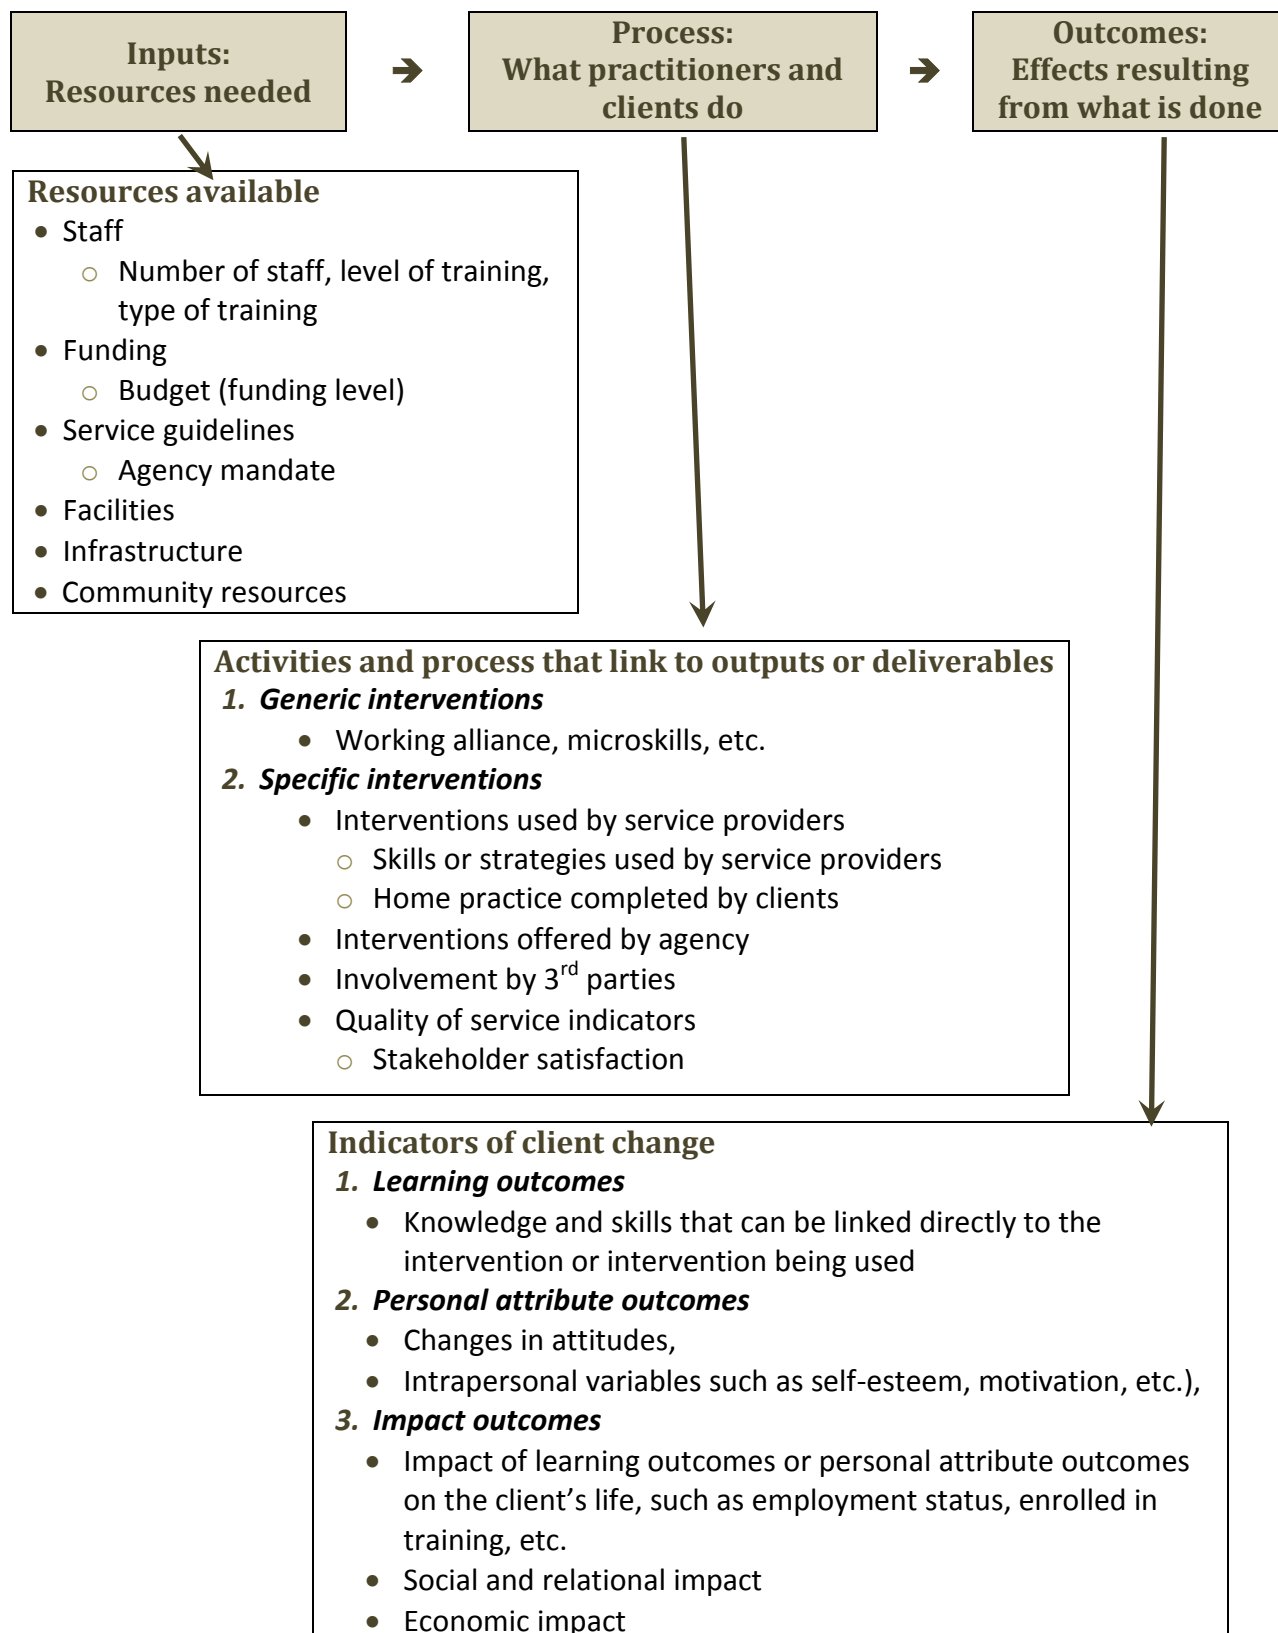 Inputs:
Resources needed
➔
Process:
What practitioners and
clients do
➔
Outcomes:
Effects resulting
from what is done
Resources available
• Staff
o Number of staff, level of training,
type of training
• Funding
o Budget (funding level)
• Service guidelines
o Agency mandate
• Facilities
• Infrastructure
• Community resources
Activities and process that link to outputs or deliverables
1. Generic interventions
• Working alliance, microskills, etc.
2. Specific interventions
• Interventions used by service providers
o Skills or strategies used by service providers
o Home practice completed by clients
• Interventions offered by agency
• Involvement by 3rd parties
• Quality of service indicators
o Stakeholder satisfaction
Indicators of client change
1. Learning outcomes
• Knowledge and skills that can be linked directly to the
intervention or intervention being used
2. Personal attribute outcomes
• Changes in attitudes,
• Intrapersonal variables such as self-esteem, motivation, etc.),
3. Impact outcomes
• Impact of learning outcomes or personal attribute outcomes
on the client's life, such as employment status, enrolled in
training, etc.
• Social and relational impact
• Economic impact